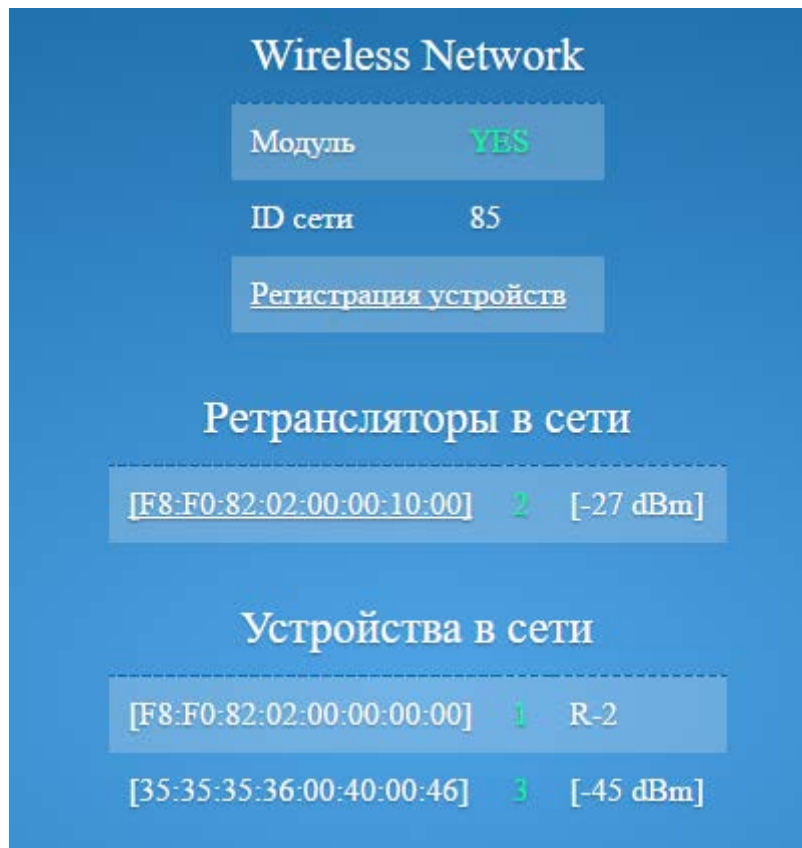 Wireless Network
Модуль YES
ID сети 85
Регистрация устройств
Ретрансляторы в сети
[F8:F0:82:02:00:00:10:00] 2 [-27 dBm]
Устройства в сети
[F8:F0:82:02:00:00:00:00] 1 R-2
[35:35:35:36:00:40:00:46] 3 [-45 dBm]